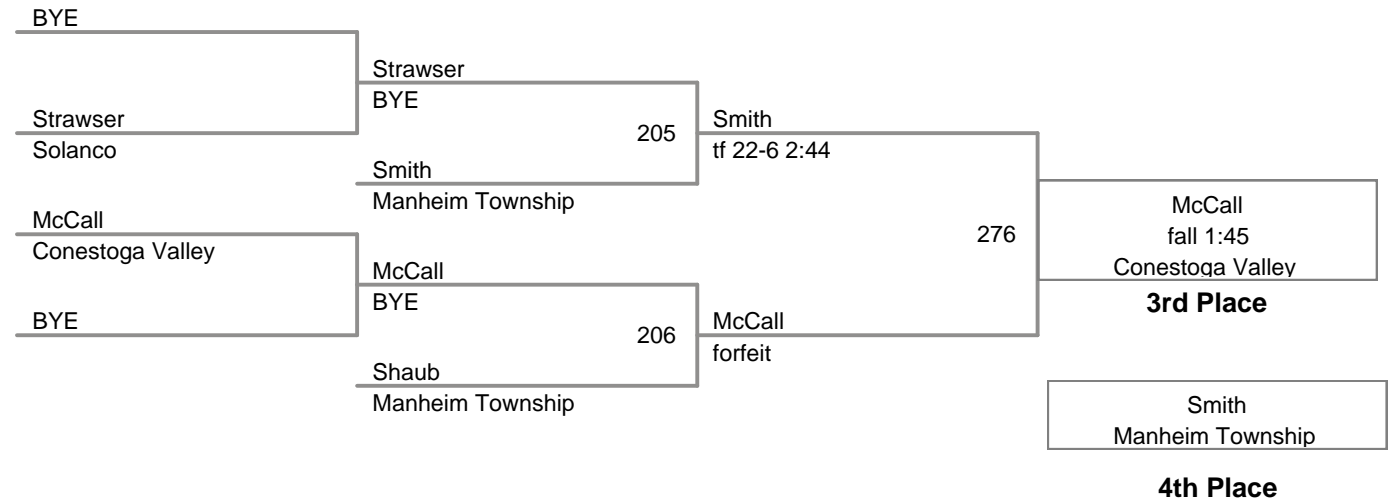 BYE
Strawser
Solanco
McCall
Conestoga Valley
BYE
Strawser
BYE
205
Smith
Manheim Township
McCall
BYE
206
Shaub
Manheim Township
Smith
tf 22-6 2:44
276
McCall
forfeit
McCall
fall 1:45
Conestoga Valley
3rd Place
Smith
Manheim Township
4th Place